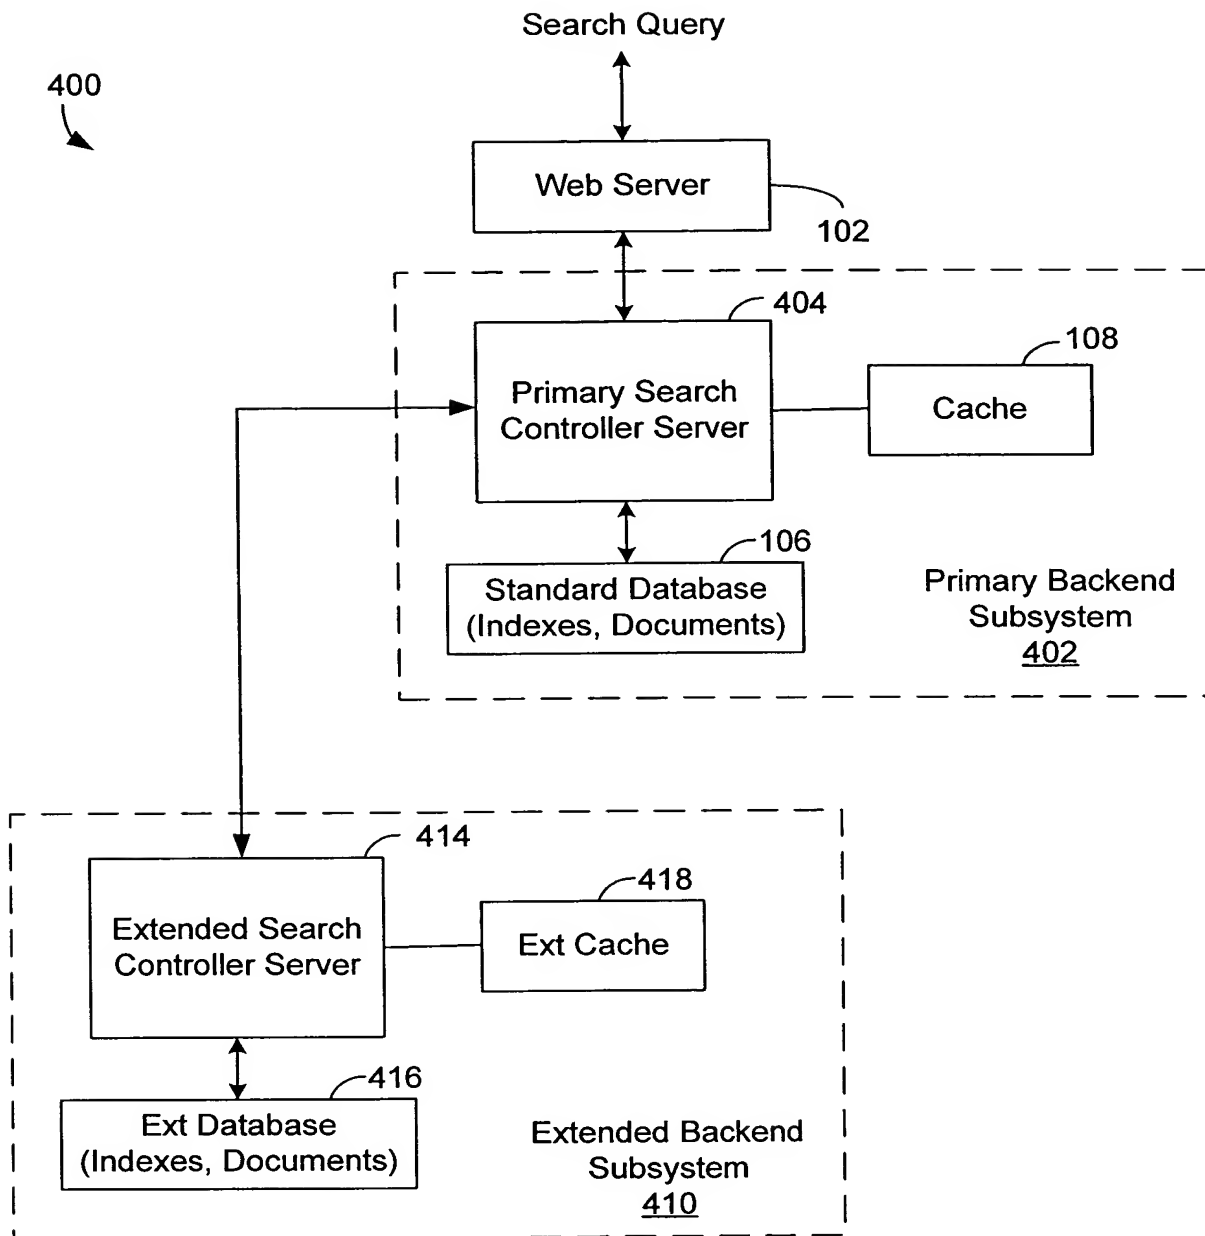 Search Query
400
Web Server
102
404
108
Primary Search
Controller Server
Cache
106
Standard Database
(Indexes, Documents)
Primary Backend
Subsystem
402
414
418
Extended Search
Controller Server
Ext Cache
416
Ext Database
(Indexes, Documents)
Extended Backend
Subsystem
410